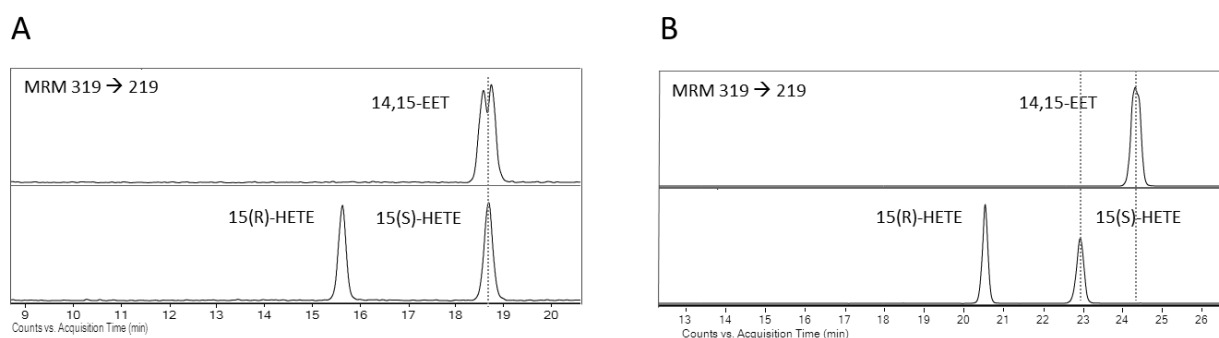 A
MRM 319 → 219
14,15-EET
15(R)-HETE
15(S)-HETE
9 10 11 12 13 14 15 16 17 18 19 20
Counts vs. Acquisition Time (min)
B
MRM 319 → 219
14,15-EET
15(R)-HETE
15(S)-HETE
13 14 15 16 17 18 19 20 21 22 23 24 25 26
Counts vs. Acquisition Time (min)